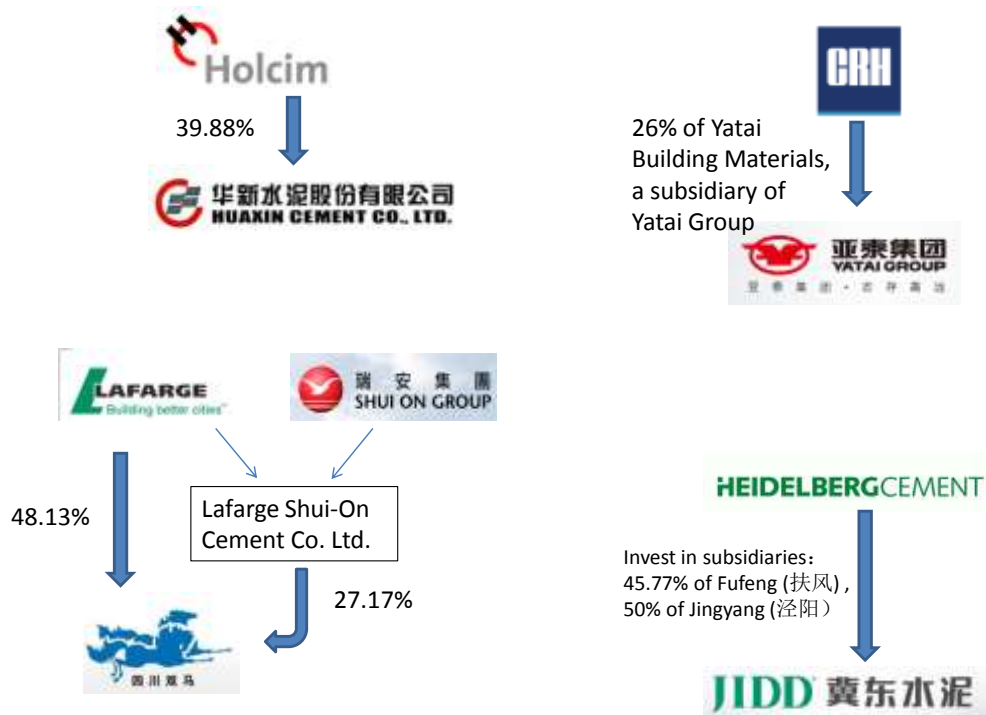 Holcim
39.88%
华新水泥股份有限公司
HUAXIN CEMENT CO., LTD.
CRH
26% of Yatai
Building Materials,
a subsidiary of
Yatai Group
亚泰集团
YATAI GROUP
LAFARGE
Building better cities™
瑞安集團
SHUI ON GROUP
Lafarge Shui-On
Cement Co. Ltd.
48.13%
27.17%
四川双马
HEIDELBERGCEMENT
Invest in subsidiaries：
45.77% of Fufeng (扶风) ,
50% of Jingyang (泾阳）
JIDD 冀东水泥